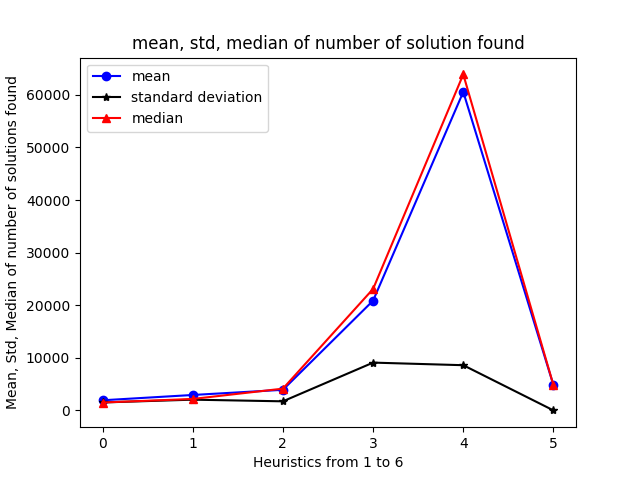 mean, std, median of number of solution found
mean
standard deviation
median
Mean, Std, Median of number of solutions found
60000
50000
40000
30000
20000
10000
0
0 1 2 3 4 5
Heuristics from 1 to 6